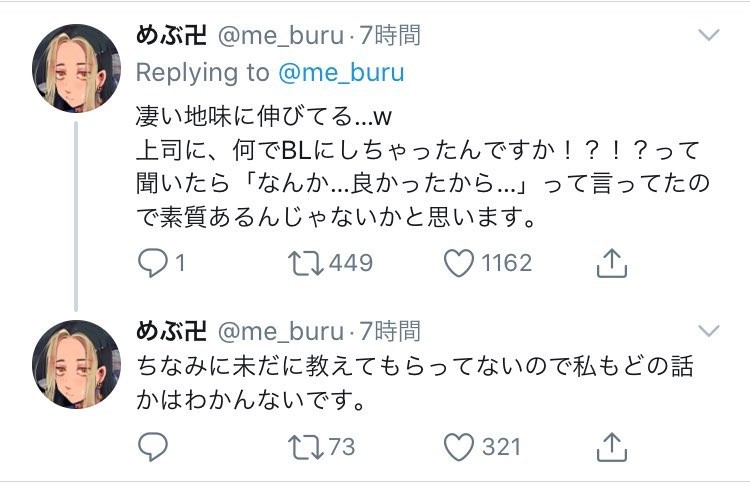 めぶ卍 @me_buru · 7時間
Replying to @me_buru
凄い地味に伸びてる…w
上司に、何でBLにしちゃったんですか！？！？って
聞いたら「なんか…良かったから…」って言ってたの
で素質あるんじゃないかと思います。
1 449 1162
めぶ卍 @me_buru · 7時間
ちなみに未だに教えてもらってないので私もどの話
かはわかんないです。
73 321